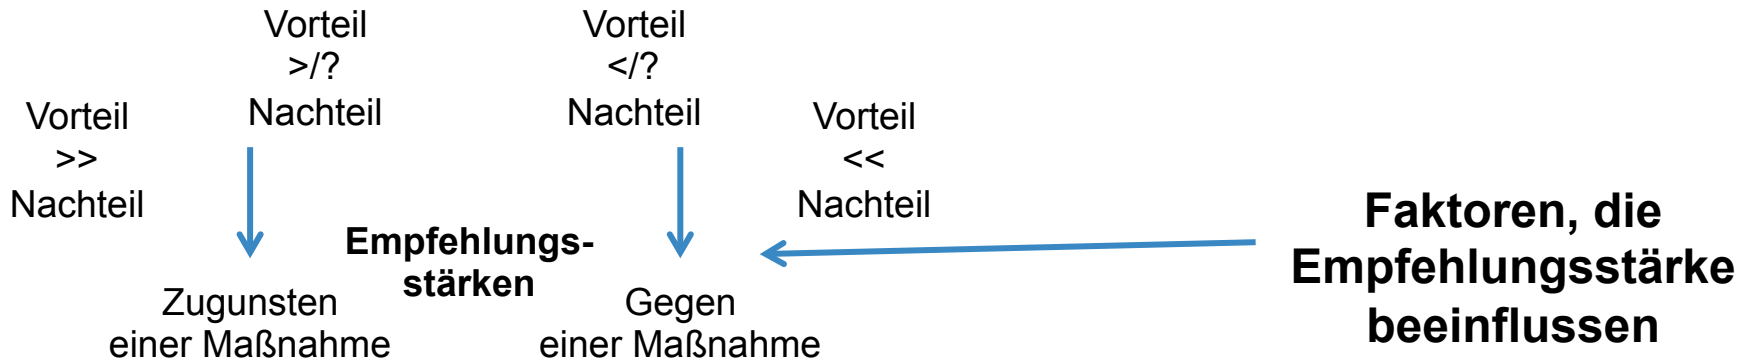 Vorteil
>>
Nachteil
Vorteil
>/?
Nachteil
Vorteil
</?
Nachteil
Vorteil
<<
Nachteil
Empfehlungs-
stärken
Zugunsten
einer Maßnahme
Gegen
einer Maßnahme
Faktoren, die
Empfehlungsstärke
beeinflussen